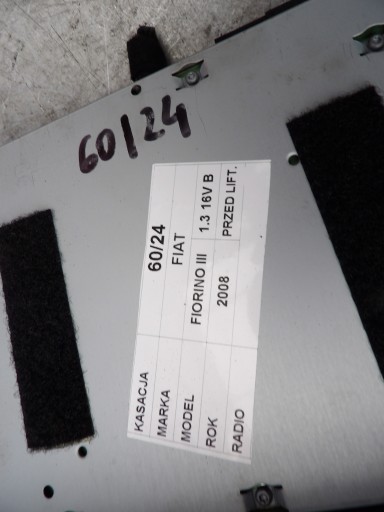 60/24
KASACJA 60/24
MARKA FIAT
MODEL FIORINO III 1.3 16V B
ROK 2008 PRZED LIFT.
RADIO